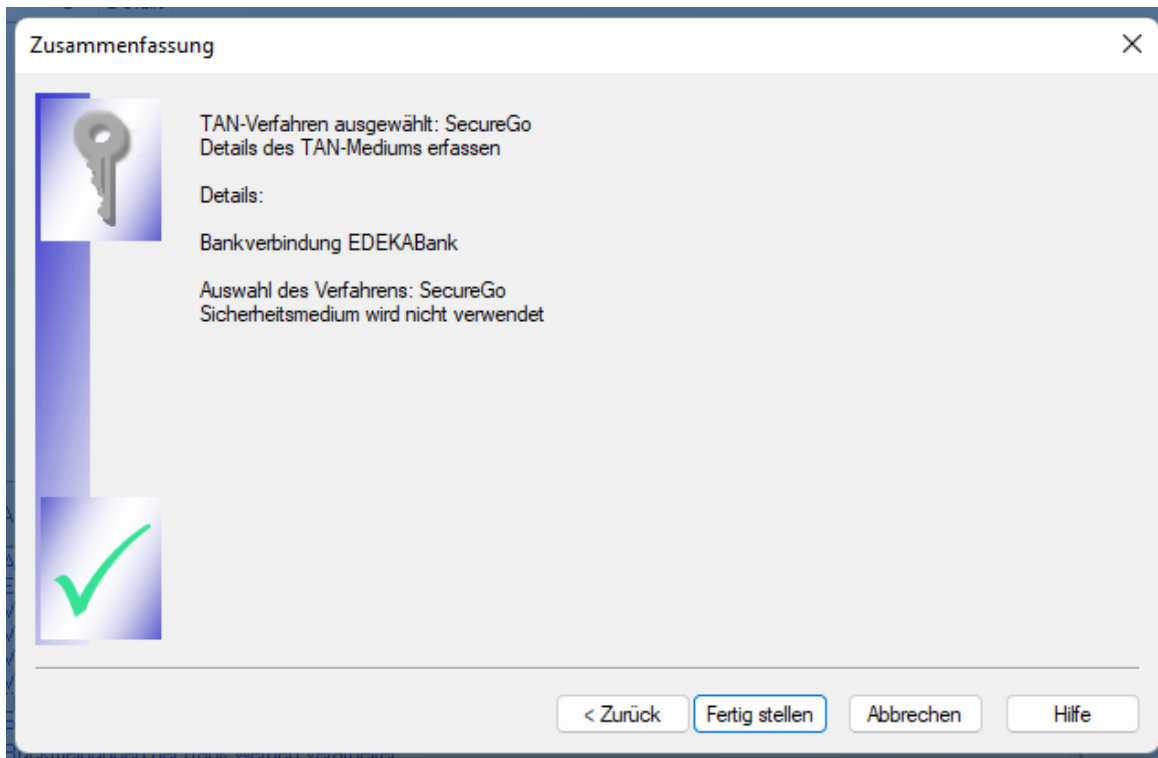 Zusammenfassung
TAN-Verfahren ausgewählt: SecureGo
Details des TAN-Mediums erfassen
Details:
Bankverbindung EDEKABank
Auswahl des Verfahrens: SecureGo
Sicherheitsmedium wird nicht verwendet
< Zurück
Fertig stellen
Abbrechen
Hilfe